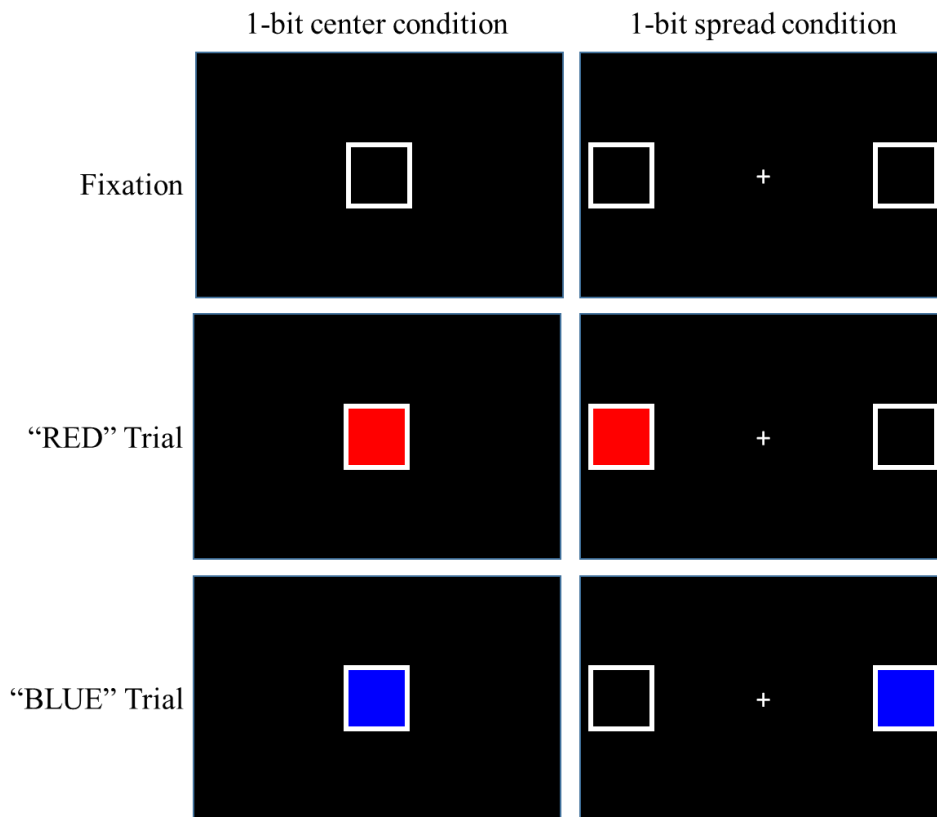 1-bit center condition
1-bit spread condition
Fixation
“RED” Trial
“BLUE” Trial